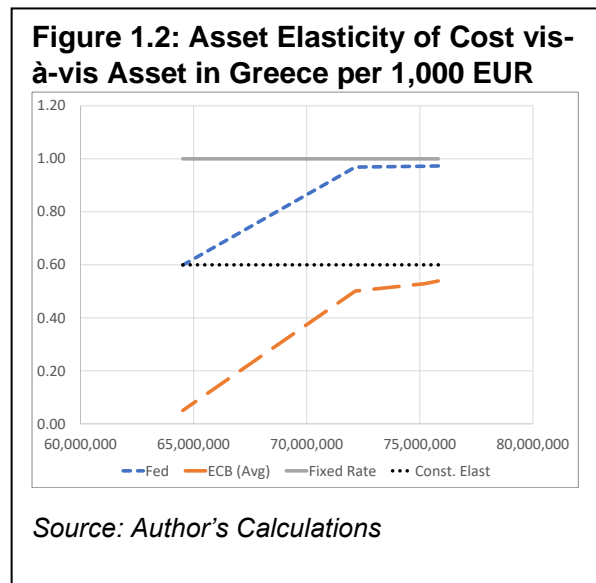 Figure 1.2: Asset Elasticity of Cost vis-
à-vis Asset in Greece per 1,000 EUR
1.20
1.00
0.80
0.60
0.40
0.20
0.00
60,000,000 65,000,000 70,000,000 75,000,000 80,000,000
Fed ECB (Avg) Fixed Rate Const. Elast
Source: Author's Calculations